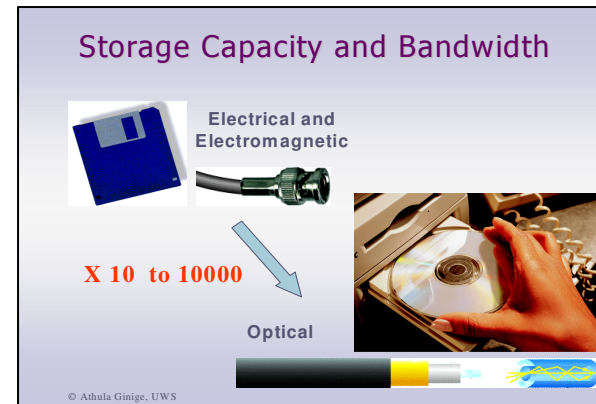 Storage Capacity and Bandwidth
Electrical and
Electromagnetic
X 10 to 10000
Optical
© Athula Ginige, UWS